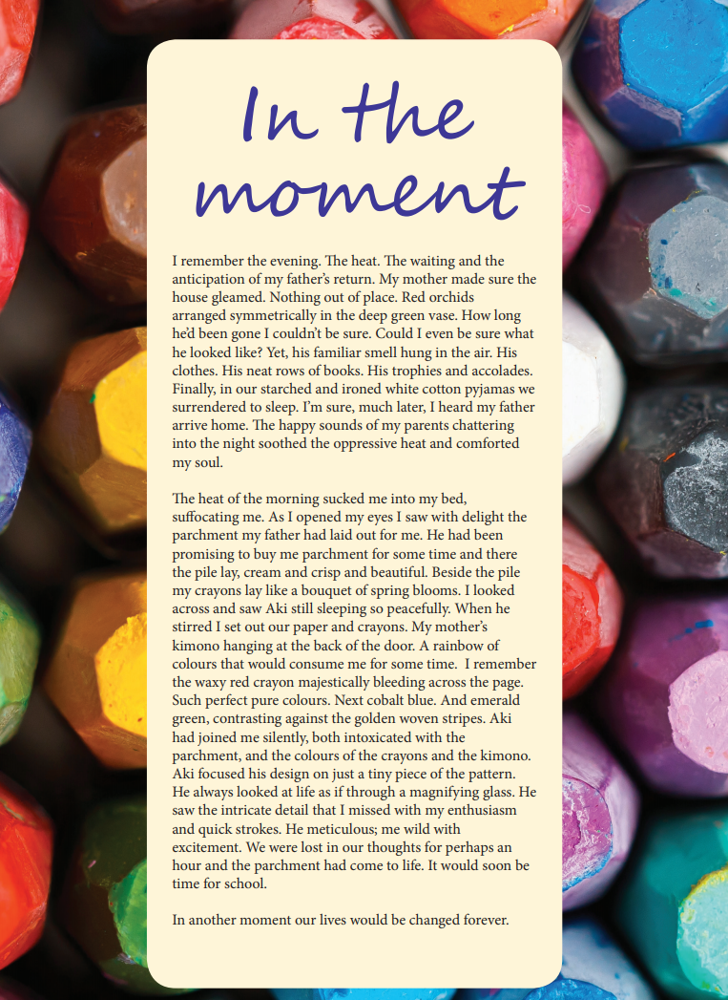 In the
moment
I remember the evening. The heat. The waiting and the
anticipation of my father's return. My mother made sure the
house gleamed. Nothing out of place. Red orchids
arranged symmetrically in the deep green vase. How long
he'd been gone I couldn't be sure. Could I even be sure what
he looked like? Yet, his familiar smell hung in the air. His
clothes. His neat rows of books. His trophies and accolades.
Finally, in our starched and ironed white cotton pyjamas we
surrendered to sleep. I'm sure, much later, I heard my father
arrive home. The happy sounds of my parents chattering
into the night soothed the oppressive heat and comforted
my soul.
The heat of the morning sucked me into my bed,
suffocating me. As I opened my eyes I saw with delight the
parchment my father had laid out for me. He had been
promising to buy me parchment for some time and there
the pile lay, cream and crisp and beautiful. Beside the pile
my crayons lay like a bouquet of spring blooms. I looked
across and saw Aki still sleeping so peacefully. When he
stirred I set out our paper and crayons. My mother's
kimono hanging at the back of the door. A rainbow of
colours that would consume me for some time. I remember
the waxy red crayon majestically bleeding across the page.
Such perfect pure colours. Next cobalt blue. And emerald
green, contrasting against the golden woven stripes. Aki
had joined me silently, both intoxicated with the
parchment, and the colours of the crayons and the kimono.
Aki focused his design on just a tiny piece of the pattern.
He always looked at life as if through a magnifying glass. He
saw the intricate detail that I missed with my enthusiasm
and quick strokes. He meticulous; me wild with
excitement. We were lost in our thoughts for perhaps an
hour and the parchment had come to life. It would soon be
time for school.
In another moment our lives would be changed forever.